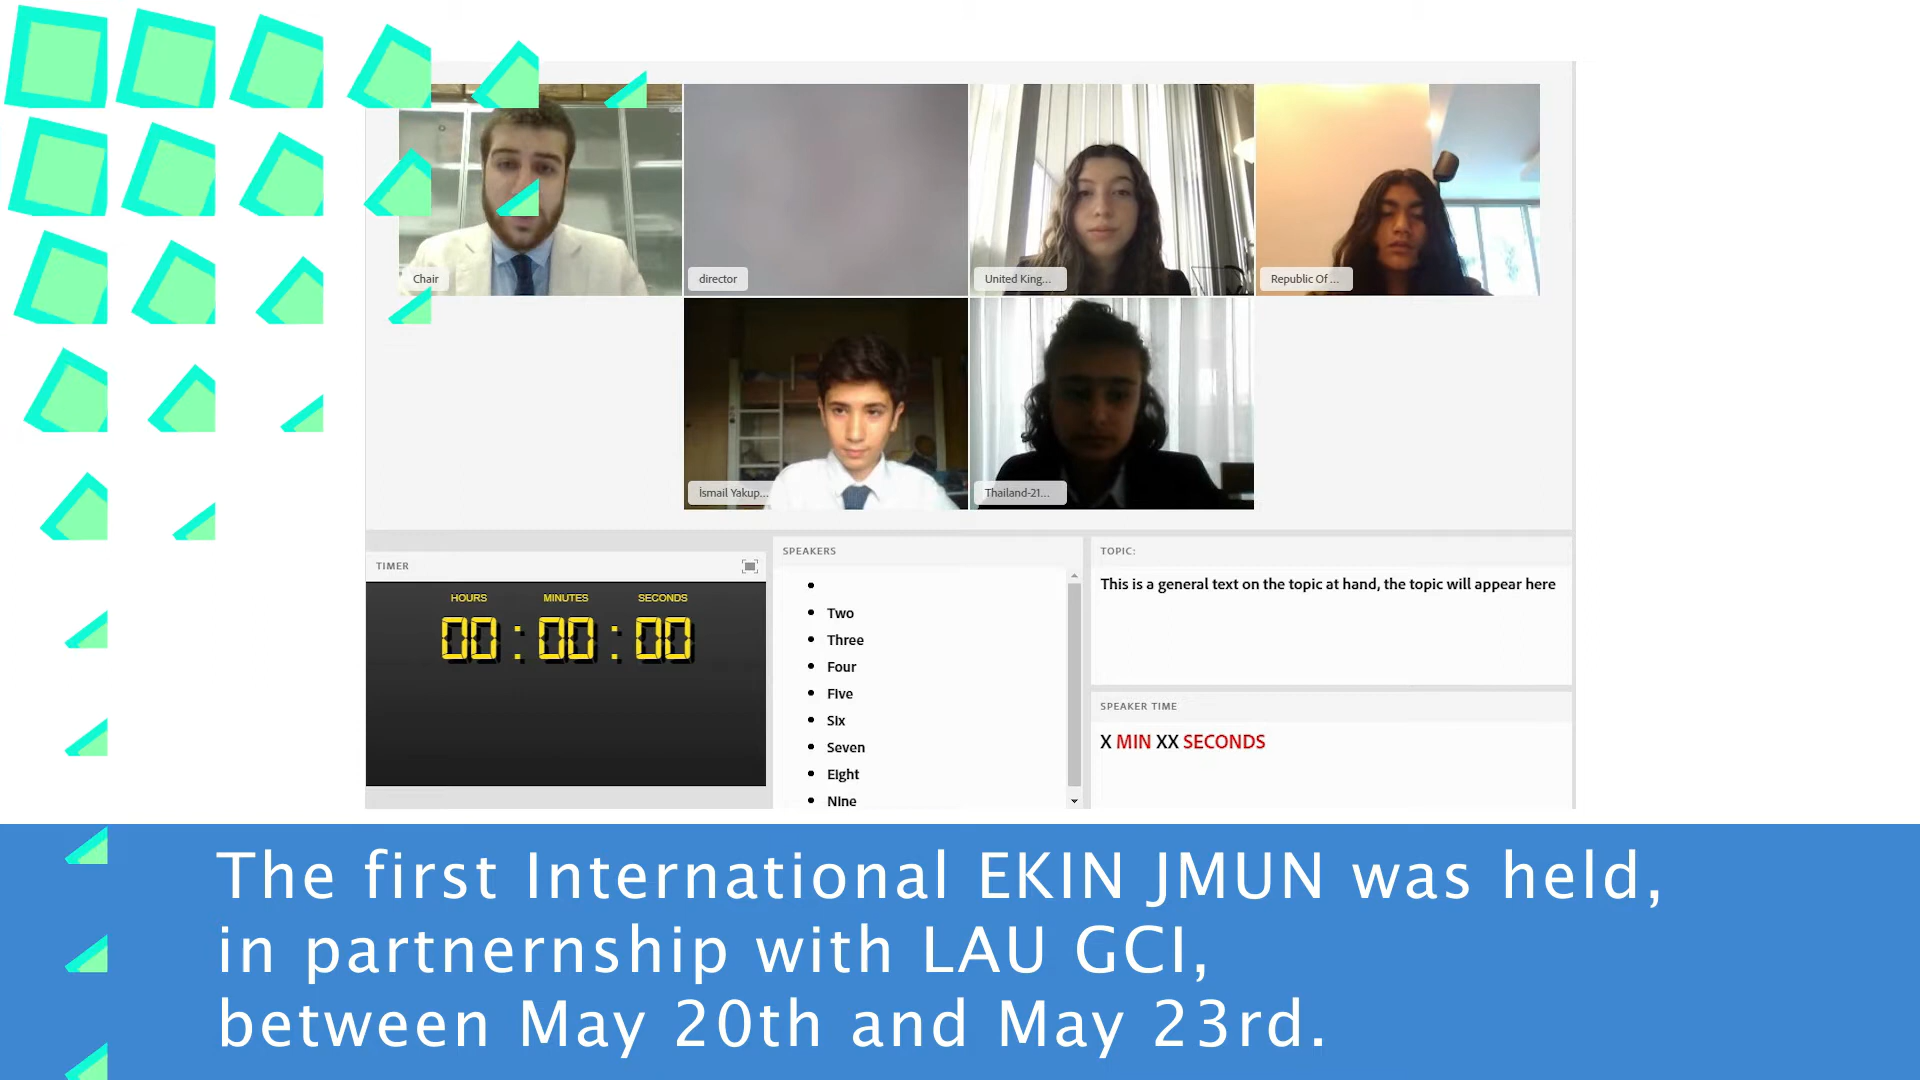 Chair
director
United King...
Republic Of ...
İsmail Yakup...
Thailand-21...
TIMER
HOURS MINUTES SECONDS
00 : 00 : 00
SPEAKERS
Two
Three
Four
Five
Six
Seven
Eight
Nine
TOPIC:
This is a general text on the topic at hand, the topic will appear here
SPEAKER TIME
X MIN XX SECONDS
The first International EKIN JMUN was held,
in partnernship with LAU GCI,
between May 20th and May 23rd.